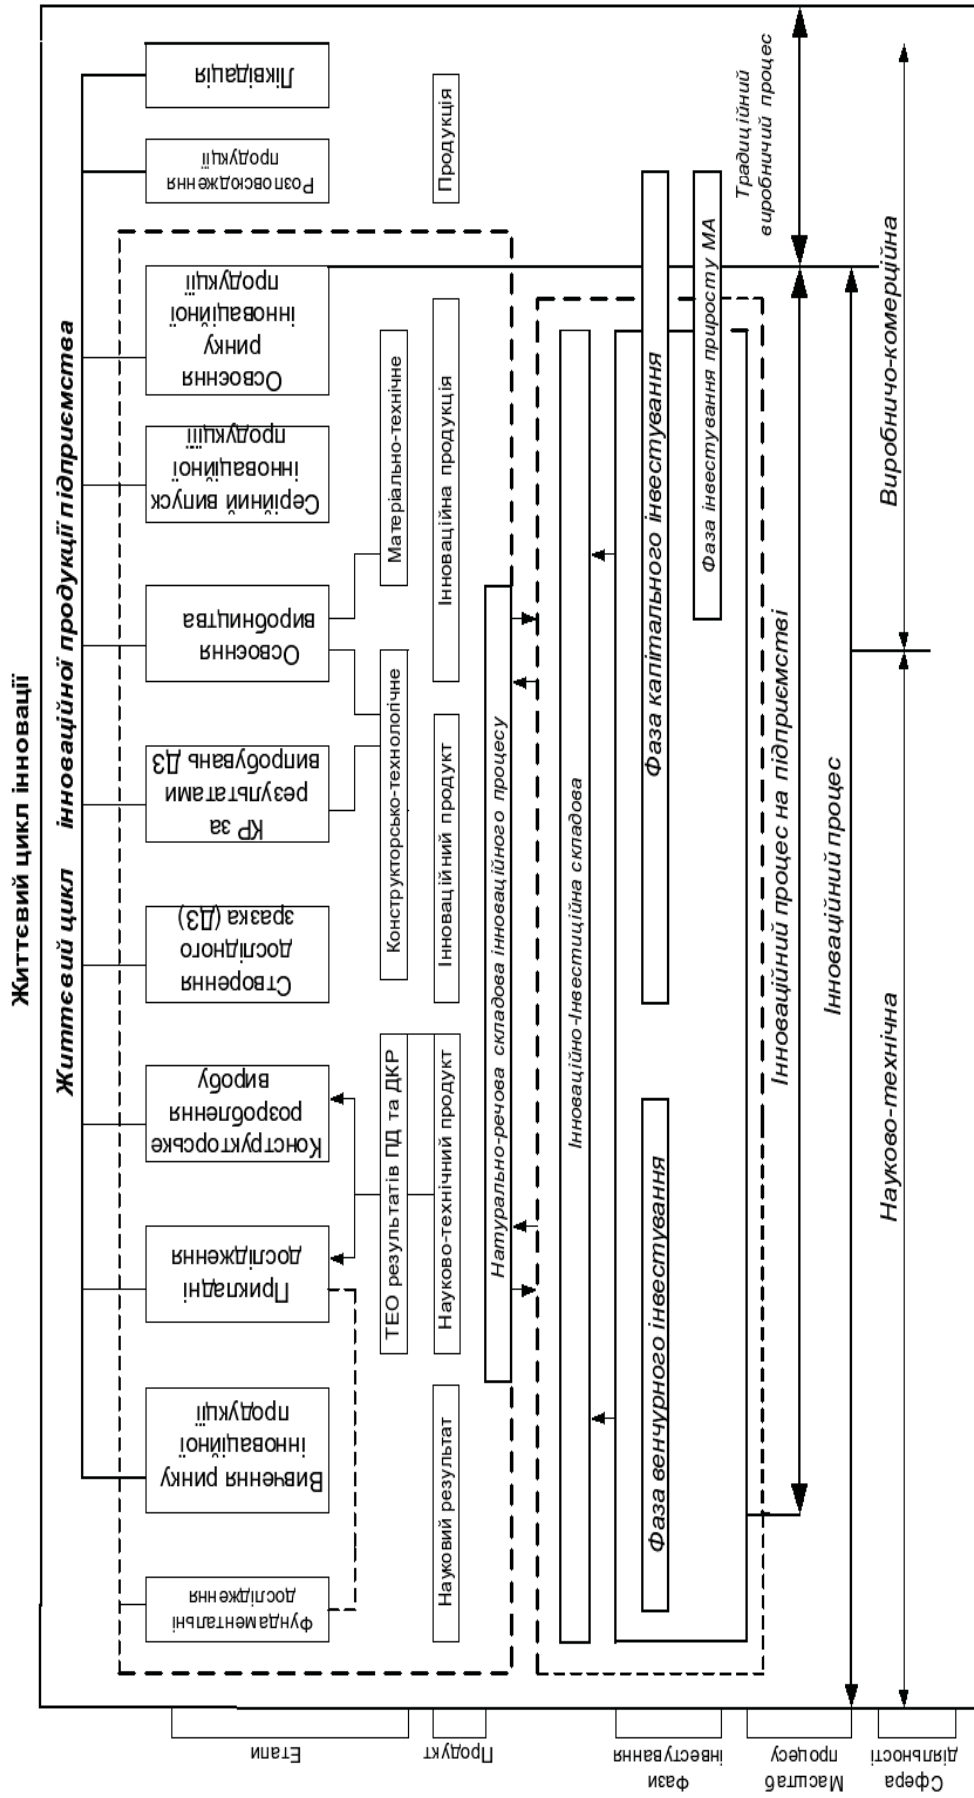 Життєвий цикл інновації
Життєвий цикл інноваційної продукції підприємства
Фундаментальні
дослідження
Вивчення ринку
інноваційної
продукції
Прикладні
дослідження
Конструкторське
розроблення
виробу
Створення
дослідного
зразка (ДЗ)
КР за
результатами
випробувань ДЗ
Освоєння
виробництва
Серійний випуск
інноваційної
продукціїї
Освоєння
ринку
інноваційної
продукції
Розповсюдження
продукції
Ліквідація
ТЕО результатів ПД та ДКР
Конструкторсько-технологічне
Матеріально-технічне
Науковий результат
Науково-технічний продукт
Інноваційний продукт
Інноваційна продукція
Продукція
Натурально-речова складова інноваційного процесу
Інноваційно-Інвестиційна складова
Фаза венчурного інвестування
Фаза капітального інвестування
Фаза інвестування приросту МА
Традиційний
виробничий процес
Інноваційний процес на підприємстві
Інноваційний процес
Науково-технічна
Виробничо-комерційна
Етапи
Продукт
Фази
інвестування
Масштаб
процесу
Сфера
діяльності